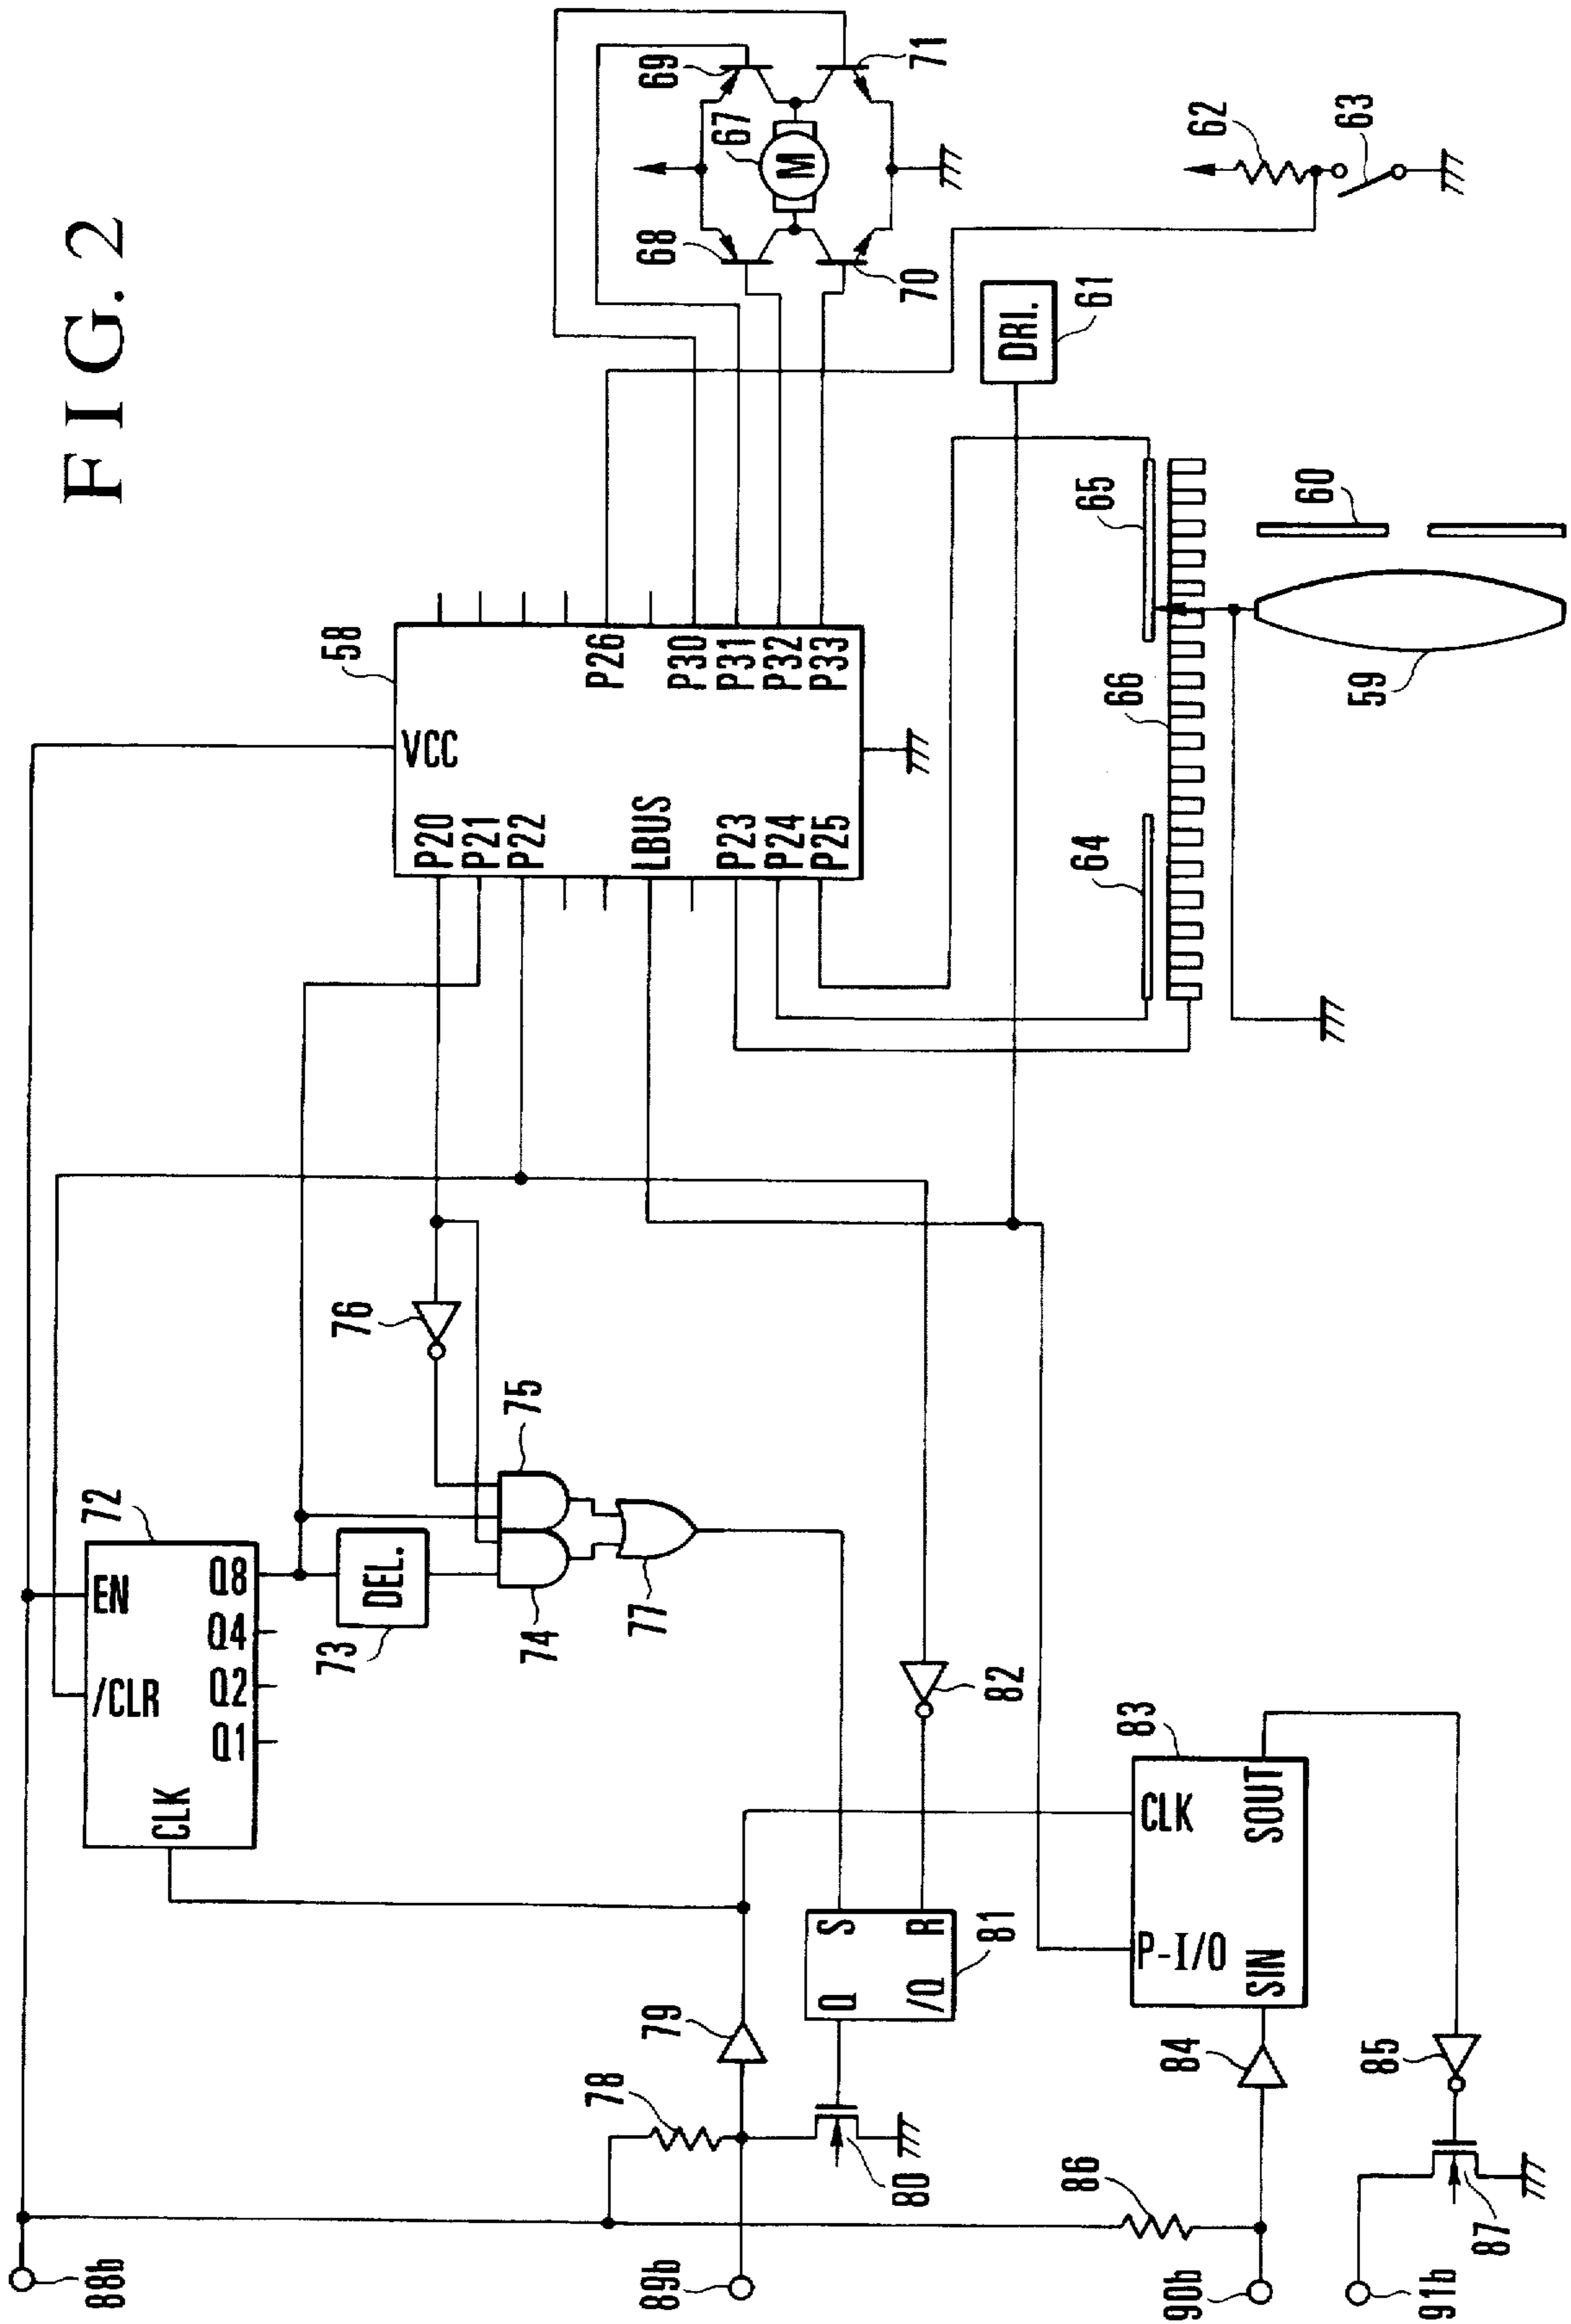 FIG. 2
88b
72
EN
/CLR
CLK
Q1
Q2
Q4
Q8
73
DEL.
74
75
76
77
58
VCC
P20
P21
P22
LBUS
P23
P24
P25
P26
P30
P31
P32
P33
68
69
67
M
70
71
89b
78
79
80
81
Q
S
/Q
R
82
DRI.
61
62
63
64
65
66
59
60
90b
86
84
83
P-I/O
CLK
SIN
SOUT
85
87
91b